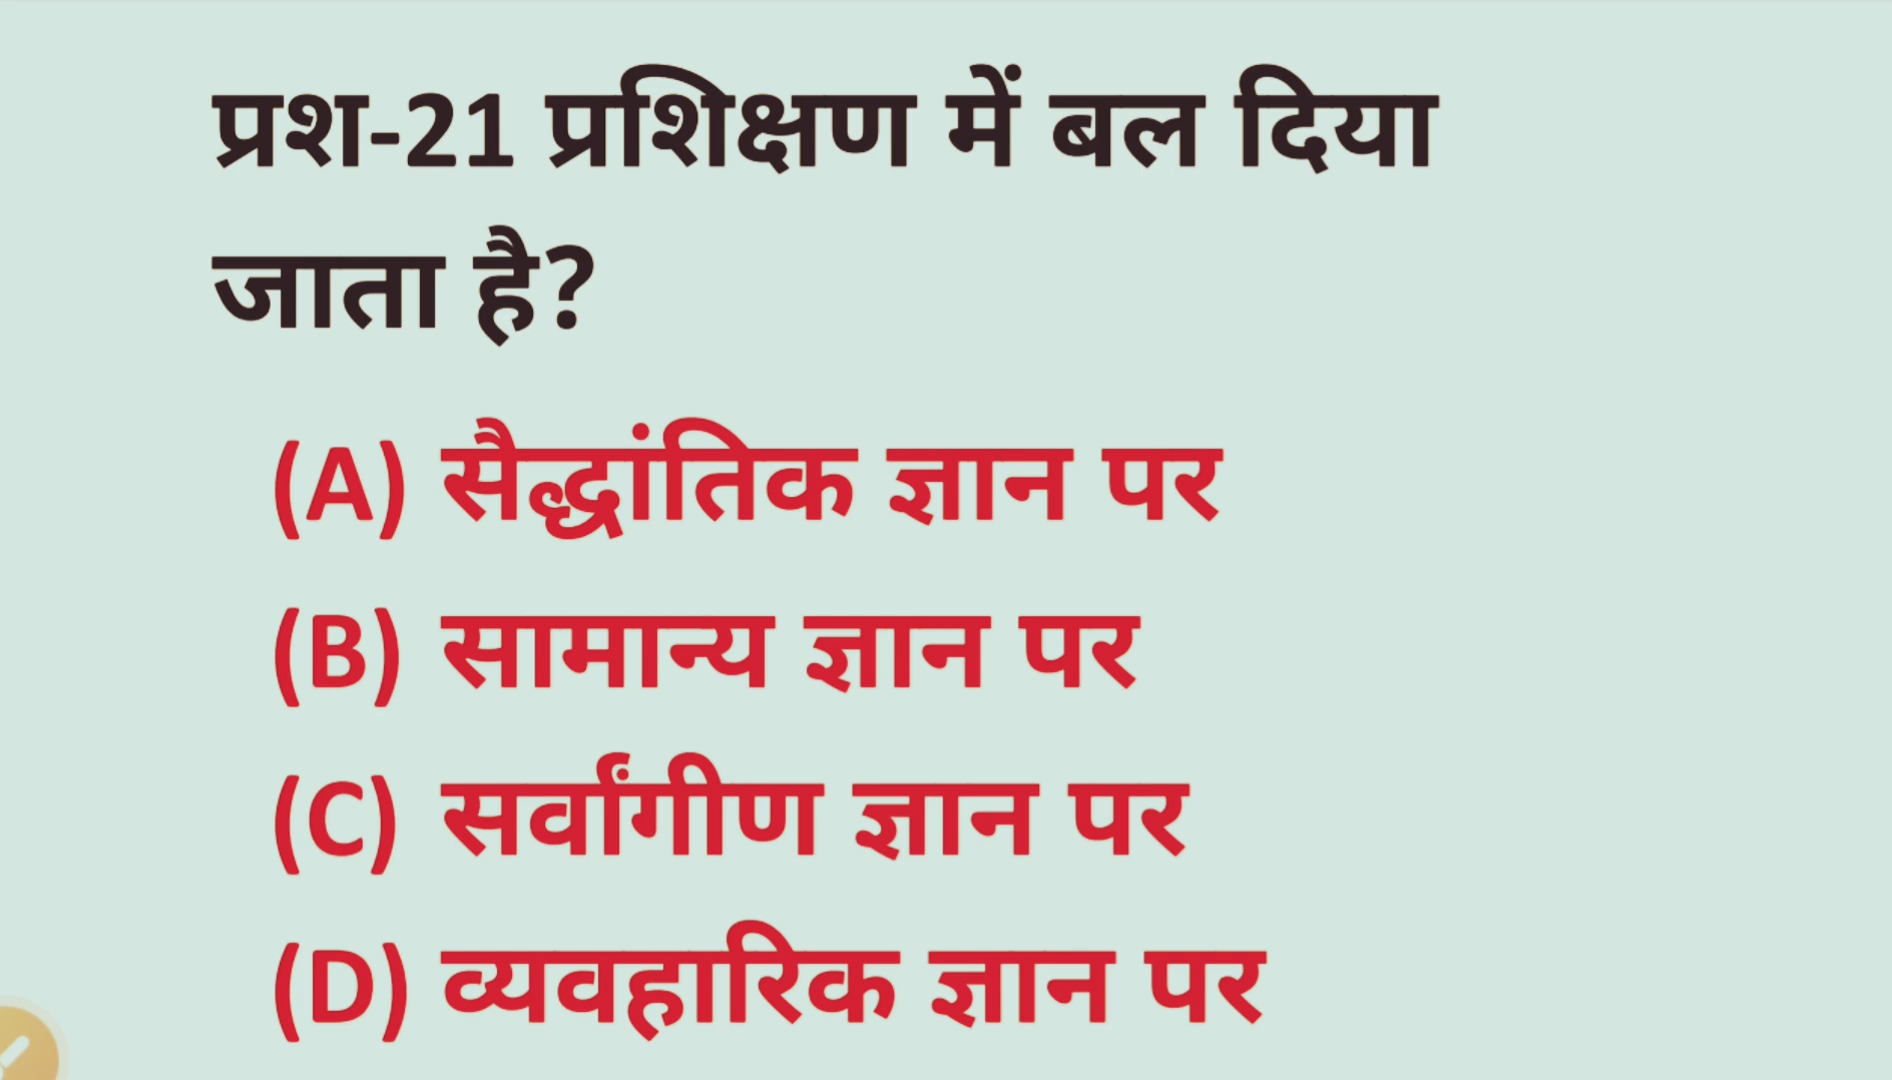 प्रश-21 प्रशिक्षण में बल दिया
जाता है?
(A) सैद्धांतिक ज्ञान पर
(B) सामान्य ज्ञान पर
(C) सर्वांगीण ज्ञान पर
(D) व्यवहारिक ज्ञान पर